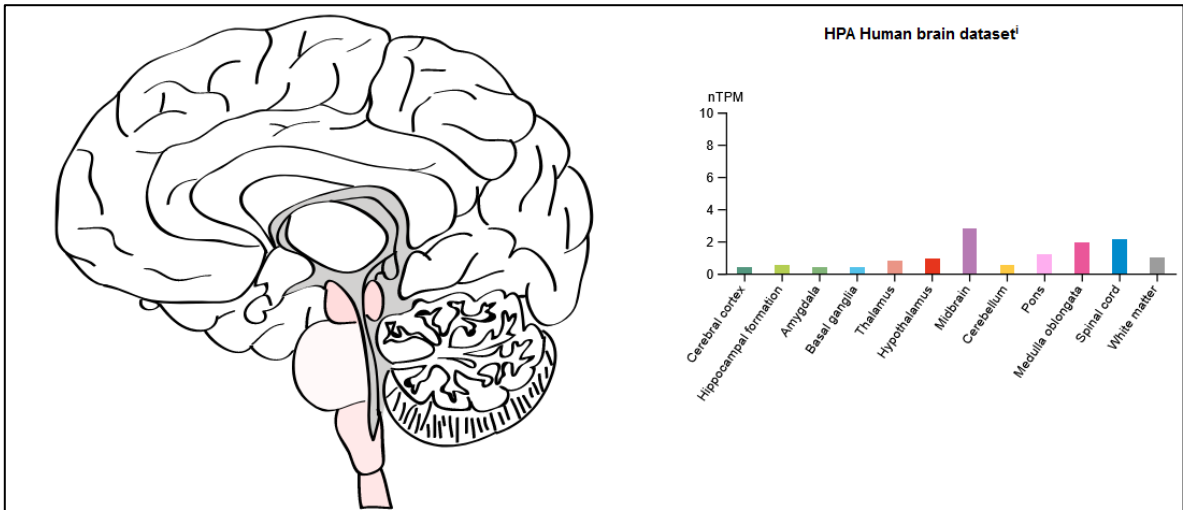 HPA Human brain datasetⁱ
nTPM
10
8
6
4
2
0
Cerebral cortex
Hippocampal formation
Amygdala
Basal ganglia
Thalamus
Hypothalamus
Midbrain
Cerebellum
Pons
Medulla oblongata
Spinal cord
White matter